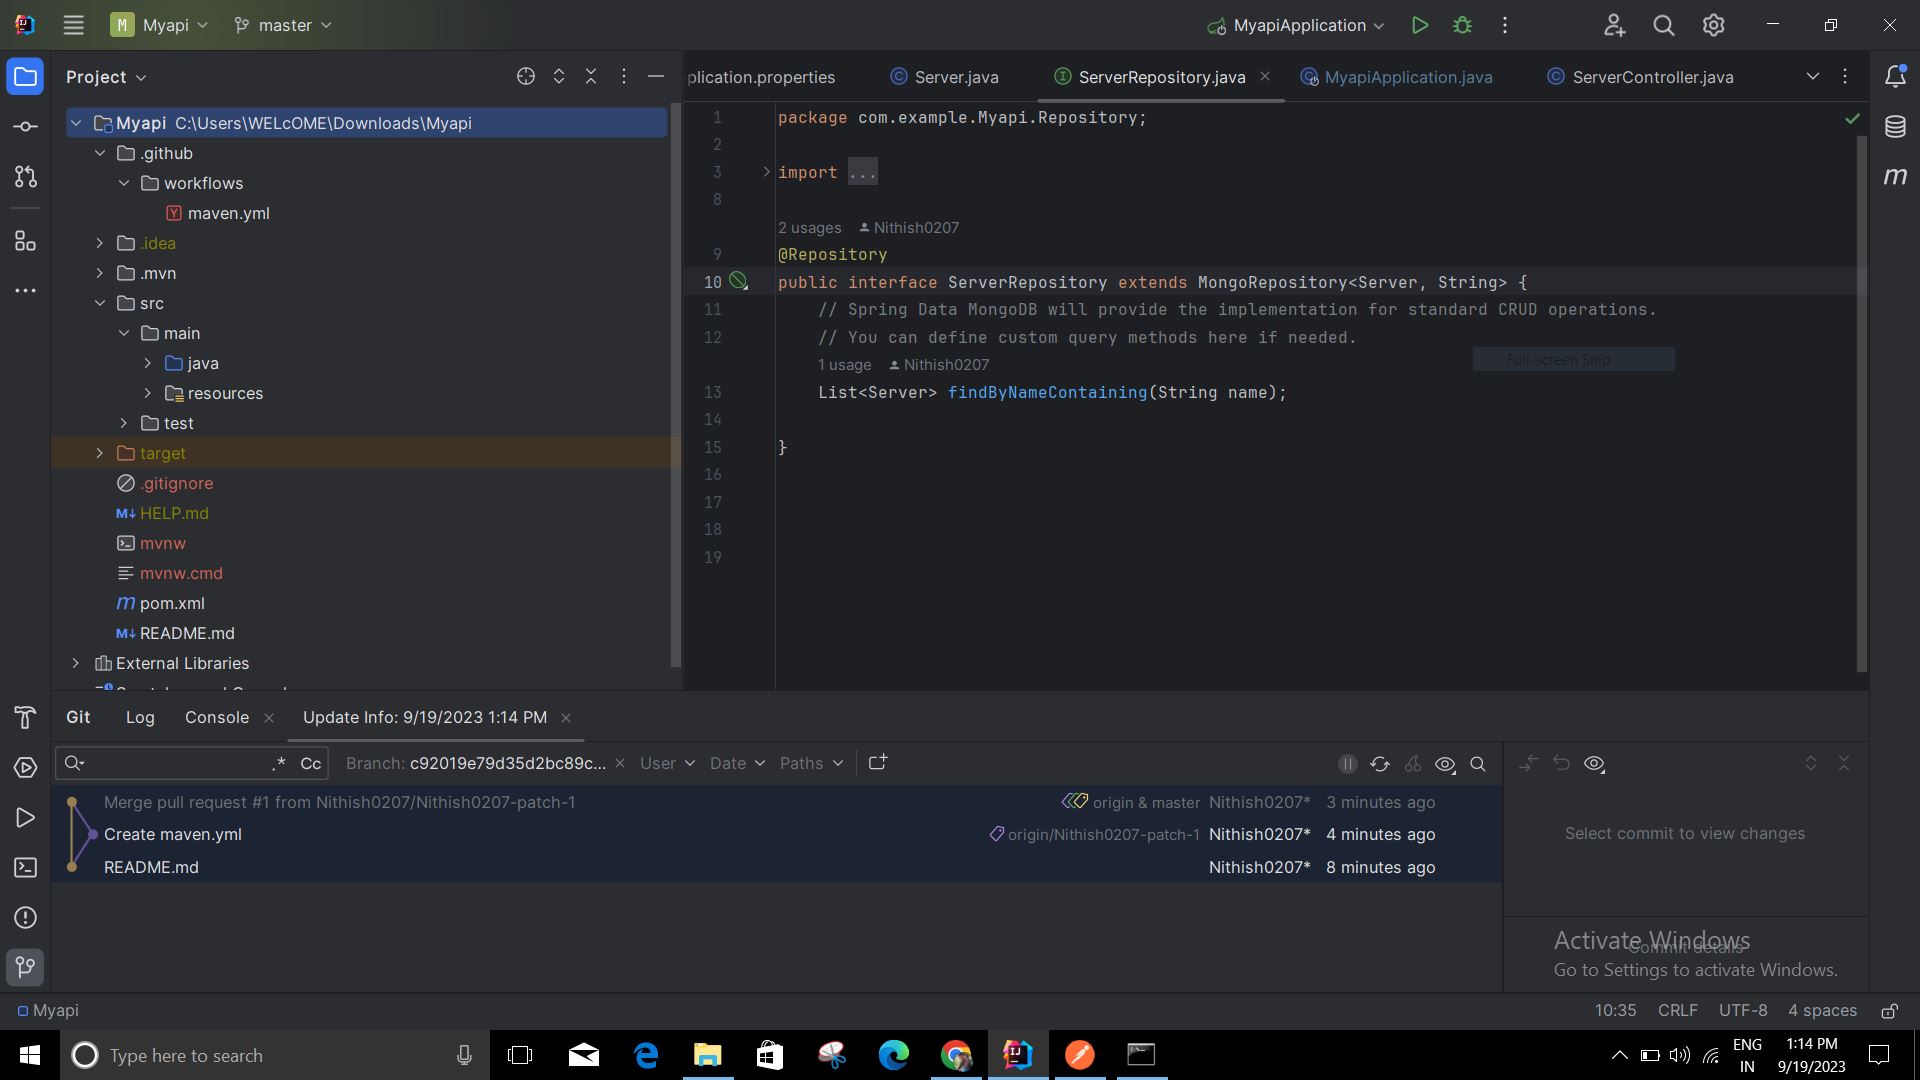 M Myapi master MyapiApplication
Project
plication.properties Server.java ServerRepository.java MyapiApplication.java ServerController.java
Myapi C:\Users\WELcOME\Downloads\Myapi
.github
workflows
maven.yml
.idea
.mvn
src
main
java
resources
test
target
.gitignore
HELP.md
mvnw
mvnw.cmd
pom.xml
README.md
External Libraries
1 package com.example.Myapi.Repository;
2
3 import ...
8
2 usages Nithish0207
9 @Repository
10 public interface ServerRepository extends MongoRepository<Server, String> {
11 // Spring Data MongoDB will provide the implementation for standard CRUD operations.
12 // You can define custom query methods here if needed.
Full-screen Snip
1 usage Nithish0207
13 List<Server> findByNameContaining(String name);
14
15 }
16
17
18
19
Git Log Console Update Info: 9/19/2023 1:14 PM
.* Cc Branch: c92019e79d35d2bc89c... User Date Paths
Merge pull request #1 from Nithish0207/Nithish0207-patch-1 origin & master Nithish0207* 3 minutes ago
Create maven.yml origin/Nithish0207-patch-1 Nithish0207* 4 minutes ago
README.md Nithish0207* 8 minutes ago
Select commit to view changes
Commit details
Activate Windows
Go to Settings to activate Windows.
Myapi 10:35 CRLF UTF-8 4 spaces
Type here to search
ENG
IN
1:14 PM
9/19/2023